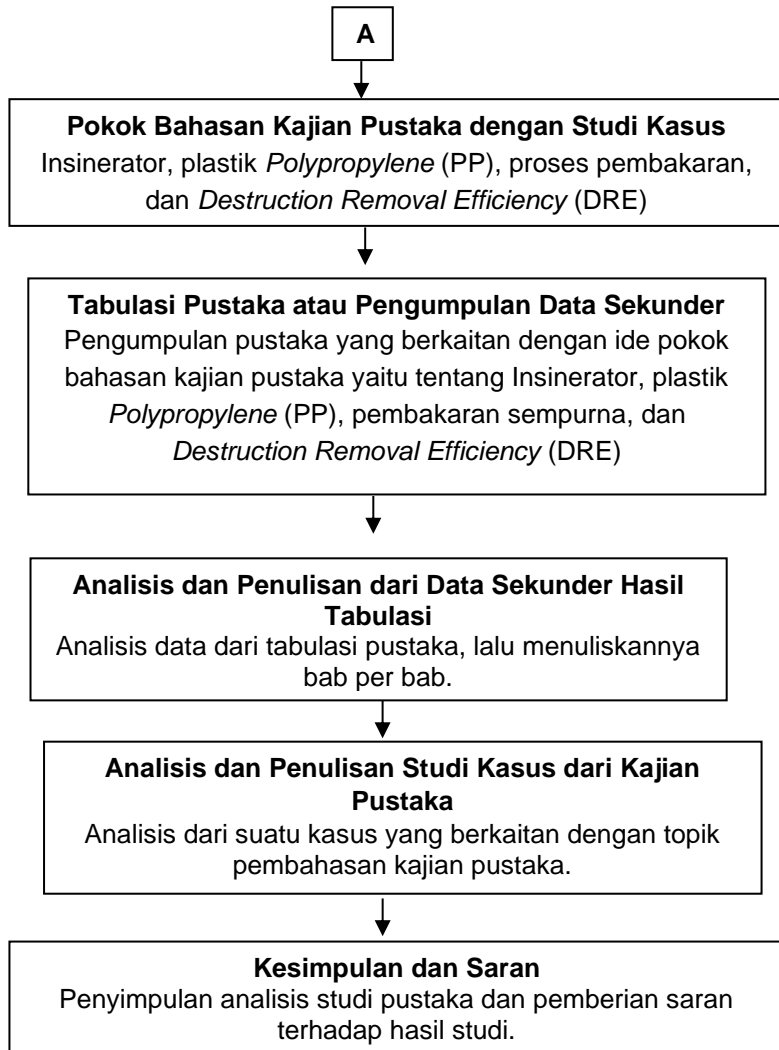 A
Pokok Bahasan Kajian Pustaka dengan Studi Kasus
Insinerator, plastik Polypropylene (PP), proses pembakaran,
dan Destruction Removal Efficiency (DRE)
Tabulasi Pustaka atau Pengumpulan Data Sekunder
Pengumpulan pustaka yang berkaitan dengan ide pokok
bahasan kajian pustaka yaitu tentang Insinerator, plastik
Polypropylene (PP), pembakaran sempurna, dan
Destruction Removal Efficiency (DRE)
Analisis dan Penulisan dari Data Sekunder Hasil
Tabulasi
Analisis data dari tabulasi pustaka, lalu menuliskannya
bab per bab.
Analisis dan Penulisan Studi Kasus dari Kajian
Pustaka
Analisis dari suatu kasus yang berkaitan dengan topik
pembahasan kajian pustaka.
Kesimpulan dan Saran
Penyimpulan analisis studi pustaka dan pemberian saran
terhadap hasil studi.